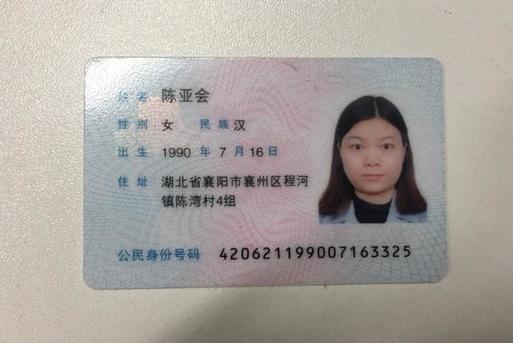 姓名 陈亚会
性别 女 民族 汉
出生 1990 年 7 月 16 日
住址 湖北省襄阳市襄州区程河
镇陈湾村4组
公民身份号码 420621199007163325